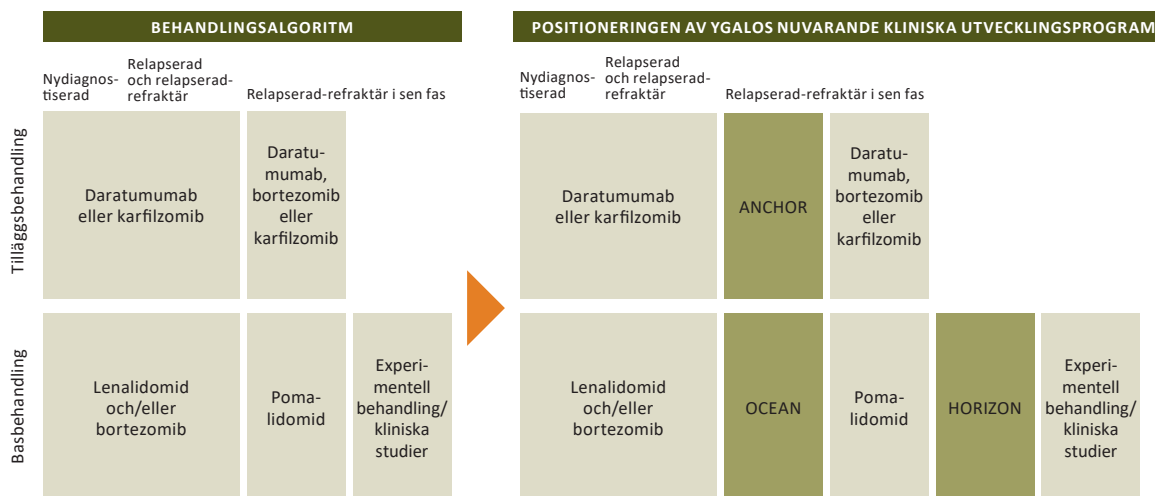 BEHANDLINGSALGORITM
Nydiagnos-
tiserad
Relapserad
och relapserad-
refraktär
Relapserad-refraktär i sen fas
Tilläggsbehandling
Daratumumab
eller karfilzomib
Daratu-
mumab,
bortezomib
eller
karfilzomib
Basbehandling
Lenalidomid
och/eller
bortezomib
Poma-
lidomid
Experi-
mentell
behandling/
kliniska
studier
POSITIONERINGEN AV YGALOS NUVARANDE KLINISKA UTVECKLINGSPROGRAM
Nydiagnos-
tiserad
Relapserad
och relapserad-
refraktär
Relapserad-refraktär i sen fas
Daratumumab
eller karfilzomib
ANCHOR
Daratu-
mumab,
bortezomib
eller
karfilzomib
Lenalidomid
och/eller
bortezomib
OCEAN
Poma-
lidomid
HORIZON
Experi-
mentell
behandling/
kliniska
studier